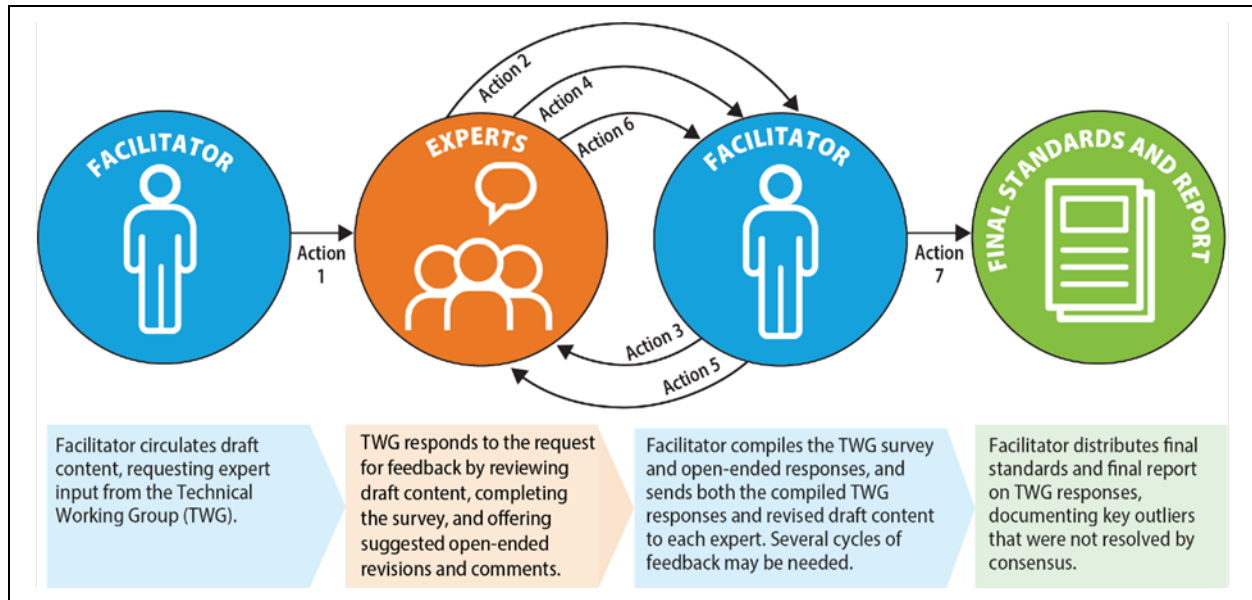 Action 2
Action 4
Action 6
FACILITATOR
EXPERTS
FACILITATOR
FINAL STANDARDS AND REPORT
Action
1
Action
7
Action 3
Action 5
Facilitator circulates draft
content, requesting expert
input from the Technical
Working Group (TWG).
TWG responds to the request
for feedback by reviewing
draft content, completing
the survey, and offering
suggested open-ended
revisions and comments.
Facilitator compiles the TWG survey
and open-ended responses, and
sends both the compiled TWG
responses and revised draft content
to each expert. Several cycles of
feedback may be needed.
Facilitator distributes final
standards and final report
on TWG responses,
documenting key outliers
that were not resolved by
consensus.